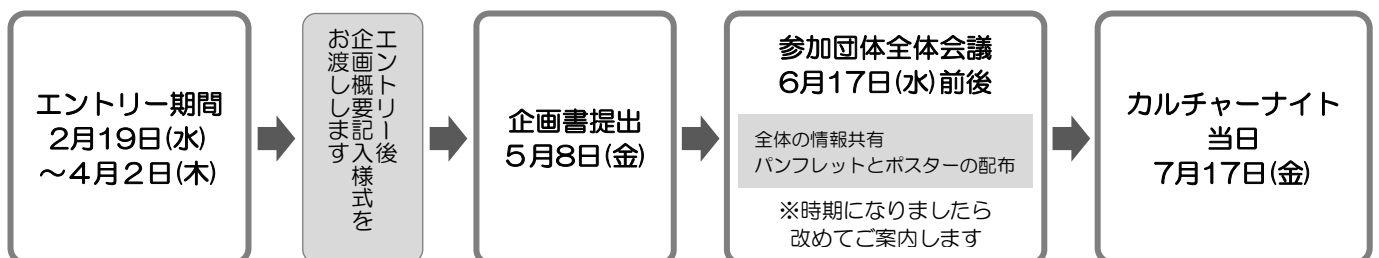 エントリー期間
2月19日(水)
～4月2日(木)
エントリー後
企画概要記入様式を
お渡しします
企画書提出
5月8日(金)
参加団体全体会議
6月17日(水)前後
全体の情報共有
パンフレットとポスターの配布
※時期になりましたら
改めてご案内します
カルチャーナイト
当日
7月17日(金)